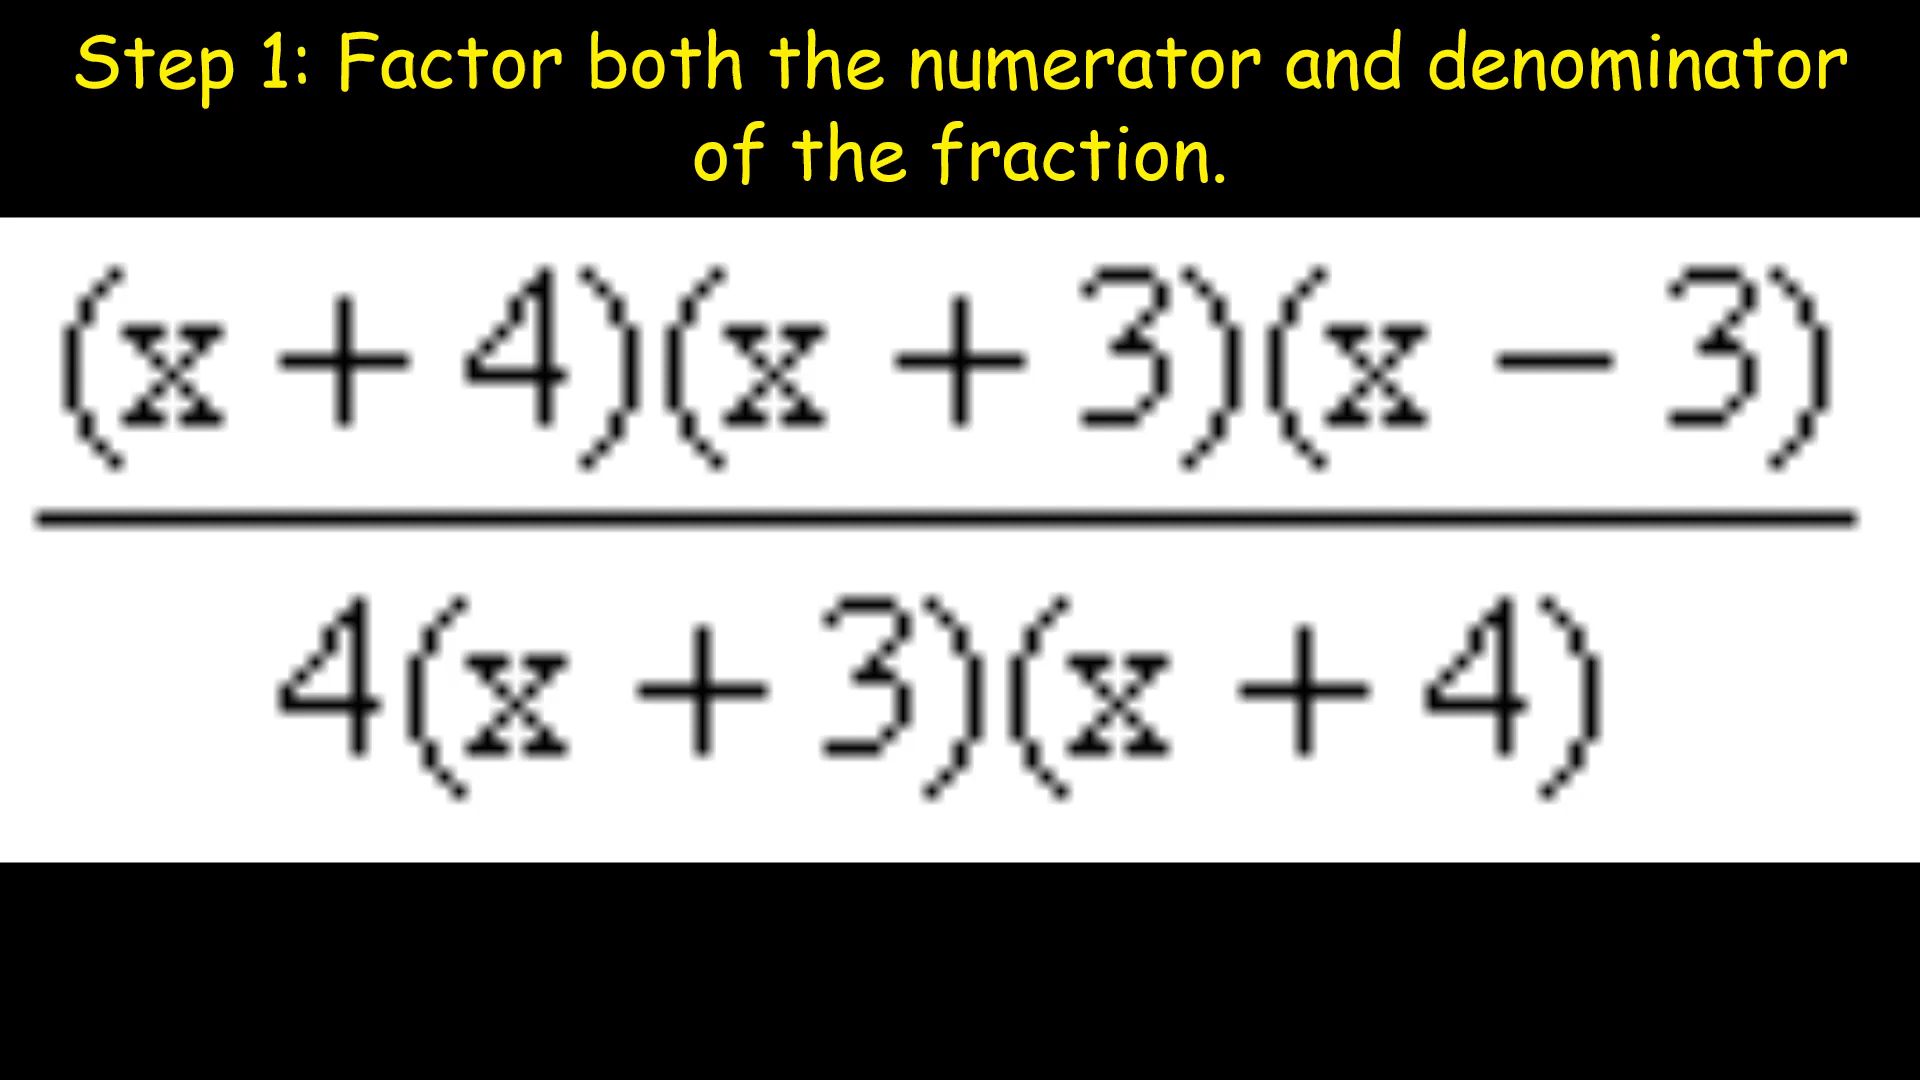 Step 1: Factor both the numerator and denominator
of the fraction.
(x + 4)(x + 3)(x − 3)
4(x + 3)(x + 4)